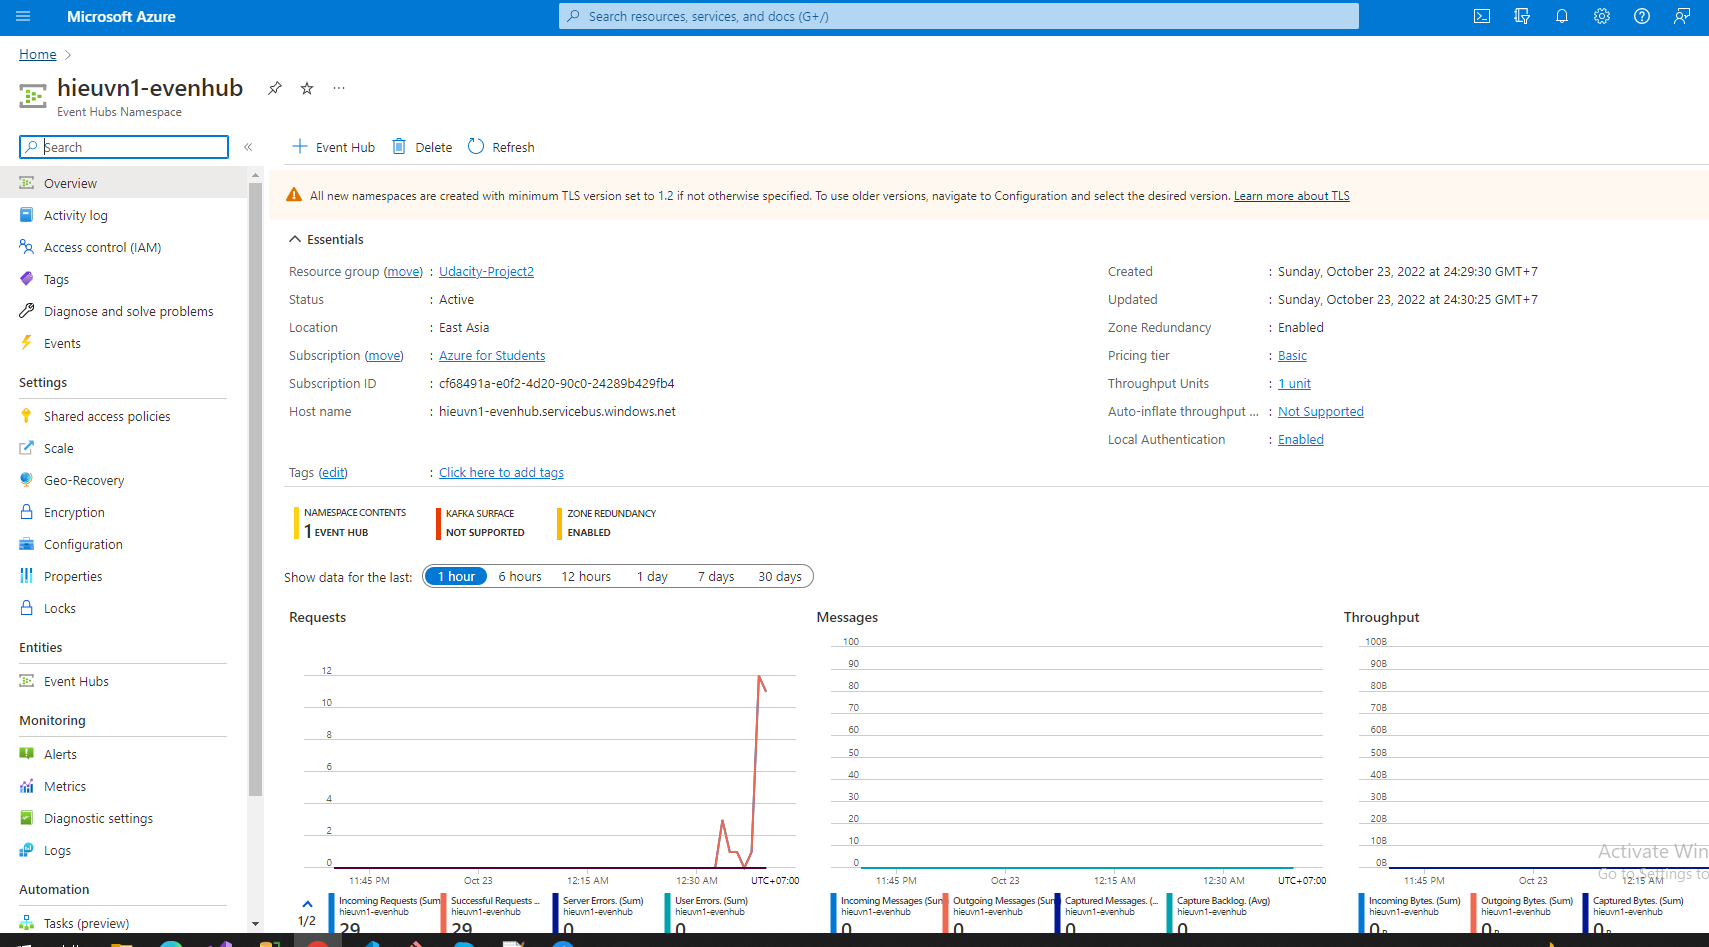 Microsoft Azure
Search resources, services, and docs (G+/)
Home
hieuvn1-evenhub
Event Hubs Namespace
Search
Event Hub
Delete
Refresh
Overview
Activity log
Access control (IAM)
Tags
Diagnose and solve problems
Events
Settings
Shared access policies
Scale
Geo-Recovery
Encryption
Configuration
Properties
Locks
Entities
Event Hubs
Monitoring
Alerts
Metrics
Diagnostic settings
Logs
Automation
Tasks (preview)
All new namespaces are created with minimum TLS version set to 1.2 if not otherwise specified. To use older versions, navigate to Configuration and select the desired version. Learn more about TLS
Essentials
Resource group (move) : Udacity-Project2
Status : Active
Location : East Asia
Subscription (move) : Azure for Students
Subscription ID : cf68491a-e0f2-4d20-90c0-24289b429fb4
Host name : hieuvn1-evenhub.servicebus.windows.net
Created : Sunday, October 23, 2022 at 24:29:30 GMT+7
Updated : Sunday, October 23, 2022 at 24:30:25 GMT+7
Zone Redundancy : Enabled
Pricing tier : Basic
Throughput Units : 1 unit
Auto-inflate throughput ... : Not Supported
Local Authentication : Enabled
Tags (edit) : Click here to add tags
NAMESPACE CONTENTS
1 EVENT HUB
KAFKA SURFACE
NOT SUPPORTED
ZONE REDUNDANCY
ENABLED
Show data for the last: 1 hour 6 hours 12 hours 1 day 7 days 30 days
Requests
12
10
8
6
4
2
0
11:45 PM Oct 23 12:15 AM 12:30 AM UTC+07:00
1/2
Incoming Requests (Sum)
hieuvn1-evenhub
29
Successful Requests ...
hieuvn1-evenhub
29
Server Errors. (Sum)
hieuvn1-evenhub
0
User Errors. (Sum)
hieuvn1-evenhub
0
Messages
100
90
80
70
60
50
40
30
20
10
0
11:45 PM Oct 23 12:15 AM 12:30 AM UTC+07:00
Incoming Messages (Sum
hieuvn1-evenhub
0
Outgoing Messages (Sum
hieuvn1-evenhub
0
Captured Messages. (...
hieuvn1-evenhub
0
Capture Backlog. (Avg)
hieuvn1-evenhub
0
Throughput
100B
90B
80B
70B
60B
50B
40B
30B
20B
10B
0B
11:45 PM Oct 23 12:15 AM
Incoming Bytes. (Sum)
hieuvn1-evenhub
0 B
Outgoing Bytes. (Sum)
hieuvn1-evenhub
0 B
Captured Bytes. (Sum)
hieuvn1-evenhub
0 B
Activate Win
Go to Settings to